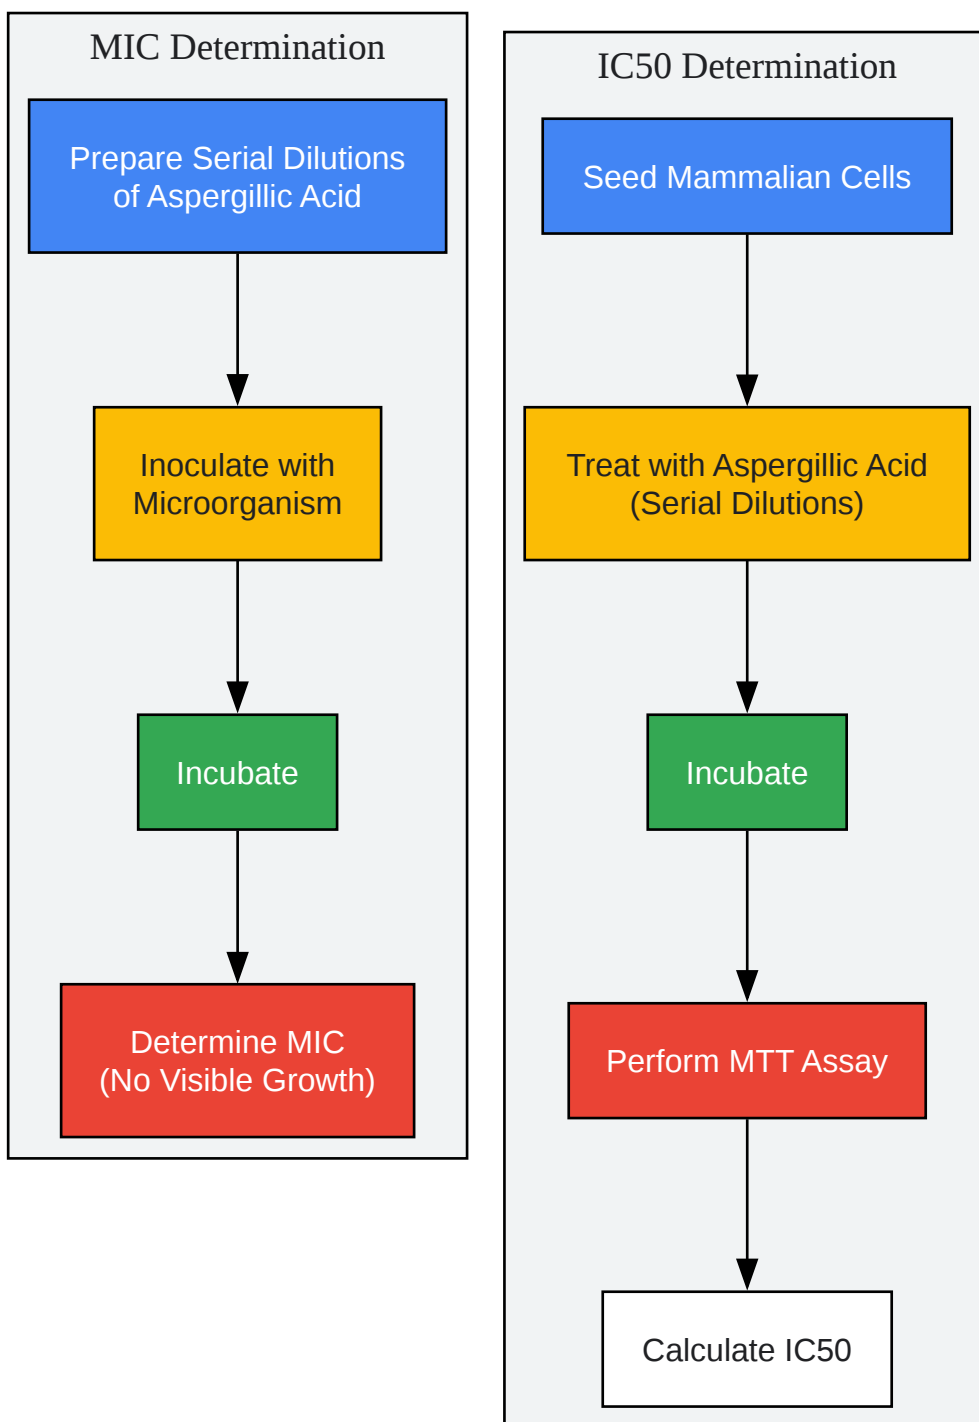 MIC Determination
Prepare Serial Dilutions
of Aspergillic Acid
Inoculate with
Microorganism
Incubate
Determine MIC
(No Visible Growth)
IC50 Determination
Seed Mammalian Cells
Treat with Aspergillic Acid
(Serial Dilutions)
Incubate
Perform MTT Assay
Calculate IC50